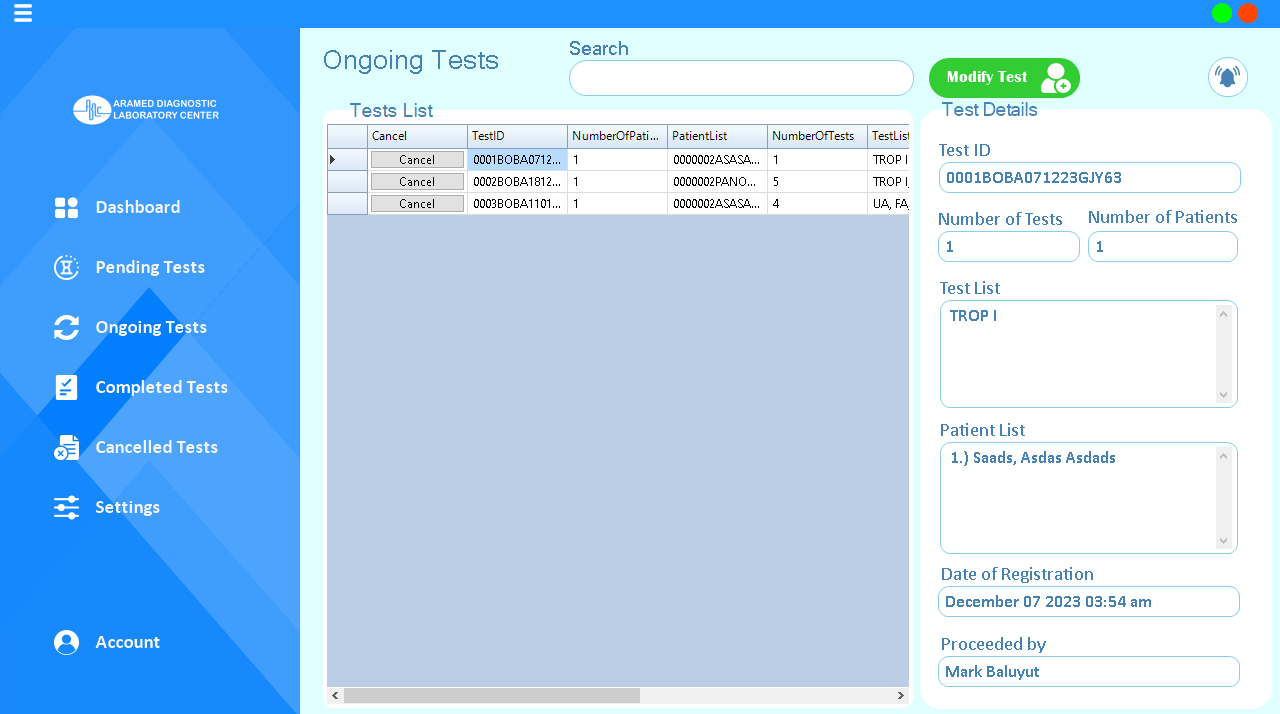 ARAMED DIAGNOSTIC
LABORATORY CENTER
Dashboard
Pending Tests
Ongoing Tests
Completed Tests
Cancelled Tests
Settings
Account
Ongoing Tests
Search
Modify Test
Tests List
Cancel TestID NumberOfPati... PatientList NumberOfTests TestList
Cancel 0001BOBA0712... 1 0000002ASASA... 1 TROP I
Cancel 0002BOBA1812... 1 0000002PANO... 5 TROP I,
Cancel 0003BOBA1101... 1 0000002ASASA... 4 UA, FA,
Test Details
Test ID
0001BOBA071223GJY63
Number of Tests Number of Patients
1 1
Test List
TROP I
Patient List
1.) Saads, Asdas Asdads
Date of Registration
December 07 2023 03:54 am
Proceeded by
Mark Baluyut